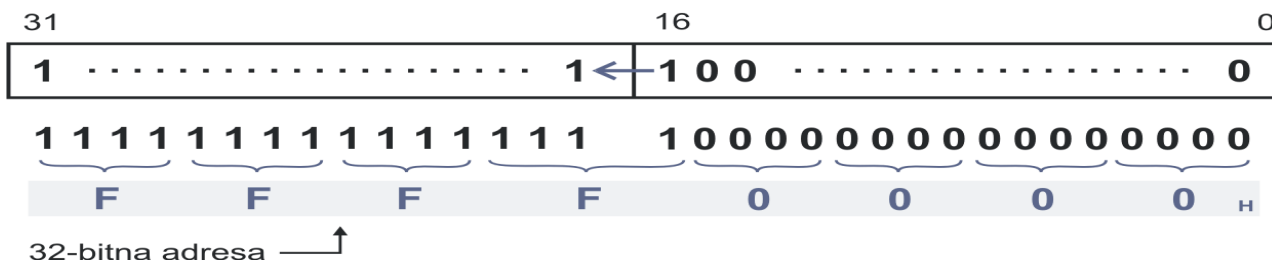 31 16 0
1 - - - - - - - - - - - - - - - - - - - - 1 ← 1 0 0 - - - - - - - - - - - - - - - - - - 0
1 1 1 1 1 1 1 1 1 1 1 1 1 1 1 1 0 0 0 0 0 0 0 0 0 0 0 0 0 0 0 0
F F F F 0 0 0 0 H
32-bitna adresa